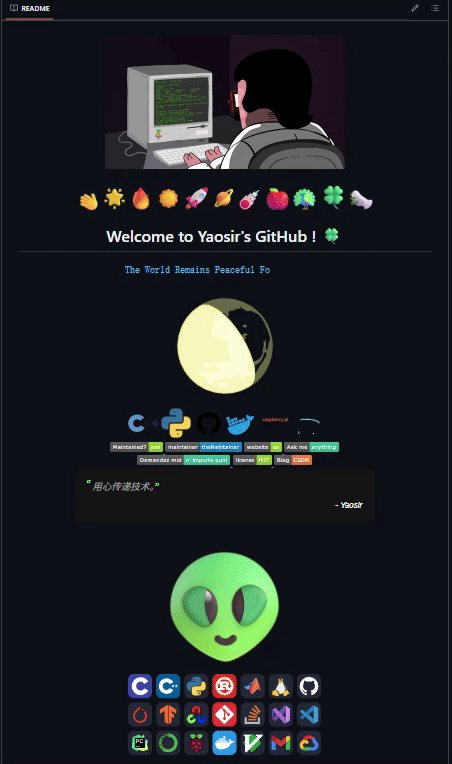 README
Welcome to Yaosir's GitHub !
The World Remains Peaceful Fo
raspberry pi
Maintained? yes maintainer theMaintainer website up Ask me anything
Demandez moi n' importe quoi license MIT Blog CSDN
“ 用心传递技术。”
- Yaosir
PC